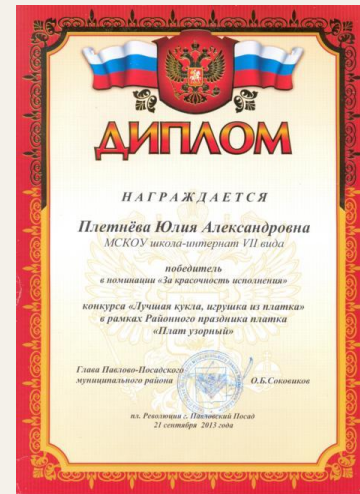 ДИПЛОМ
НАГРАЖДАЕТСЯ
Плетнёва Юлия Александровна
МСКОУ школа-интернат VII вида
победитель
в номинации «За красочность исполнения»
конкурса «Лучшая кукла, игрушка из платка»
в рамках Районного праздника платка
«Плат узорный»
Глава Павлово-Посадского
муниципального района О.Б.Соковиков
пл. Революции г. Павловский Посад
21 сентября 2013 года